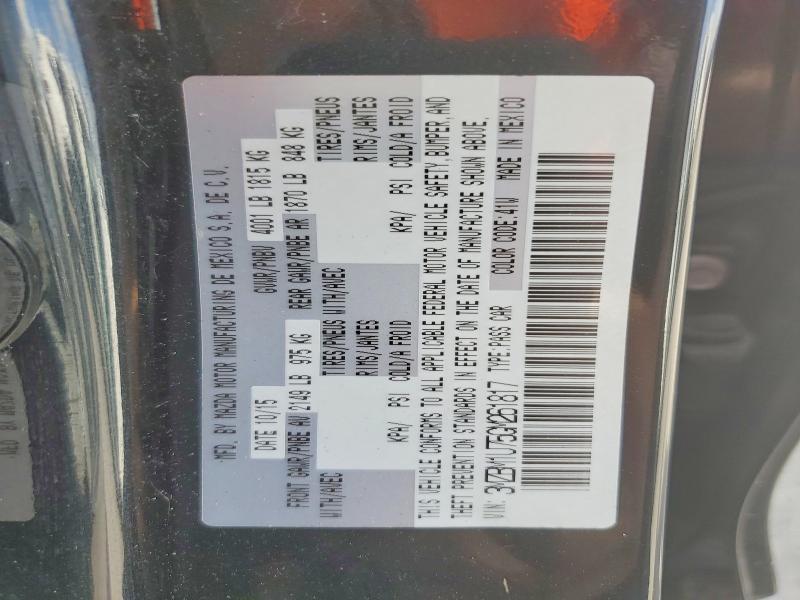 MFD. BY MAZDA MOTOR MANUFACTURING DE MEXICO S.A. DE C.V.
DATE 10/15 GVWR/PNBV 4001 LB 1815 KG
FRONT GAWR/PNBE AV 2149 LB 975 KG REAR GAWR/PNBE AR 1870 LB 848 KG
WITH/AVEC TIRES/PNEUS WITH/AVEC TIRES/PNEUS
RIMS/JANTES RIMS/JANTES
KPA/ PSI COLD/A FROID KPA/ PSI COLD/A FROID
THIS VEHICLE CONFORMS TO ALL APPLICABLE FEDERAL MOTOR VEHICLE SAFETY, BUMPER, AND
THEFT PREVENTION STANDARDS IN EFFECT ON THE DATE OF MANUFACTURE SHOWN ABOVE.
VIN: 3MZBM1U75GM261817 TYPE:PASS CAR COLOR CODE:41W MADE IN MEXICO